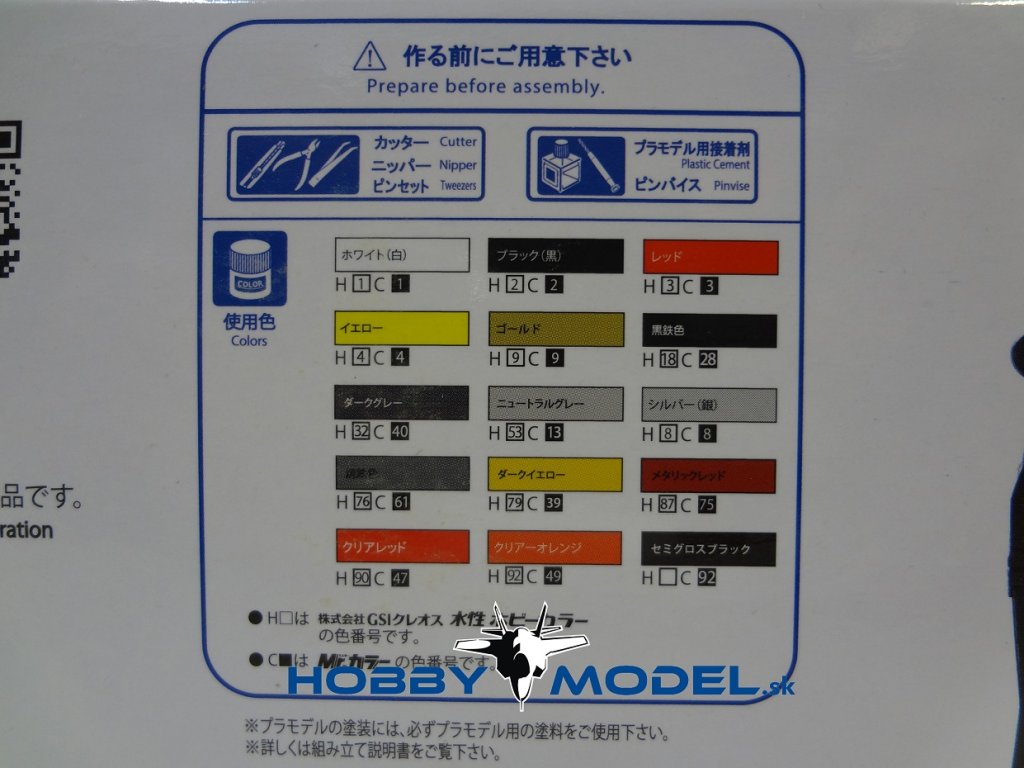 作る前にご用意下さい
Prepare before assembly.
カッター Cutter
ニッパー Nipper
ピンセット Tweezers
プラモデル用接着剤
Plastic Cement
ピンバイス Pinvise
COLOR
使用色
Colors
ホワイト(白)
H 1 C 1
ブラック(黒)
H 2 C 2
レッド
H 3 C 3
イエロー
H 4 C 4
ゴールド
H 9 C 9
黒鉄色
H 18 C 28
ダークグレー
H 32 C 40
ニュートラルグレー
H 53 C 13
シルバー(銀)
H 8 C 8
H 76 C 61
ダークイエロー
H 79 C 39
メタリックレッド
H 87 C 75
クリアレッド
H 90 C 47
クリアーオレンジ
H 92 C 49
セミグロスブラック
H □ C 92
品です。
ration
●H□は 株式会社GSIクレオス 水性ホビーカラー
の色番号です。
●C■は Mr.カラーの色番号です。
HOBBY MODEL.sk
※プラモデルの塗装には、必ずプラモデル用の塗料をご使用下さい。
※詳しくは組み立て説明書をご覧下さい。